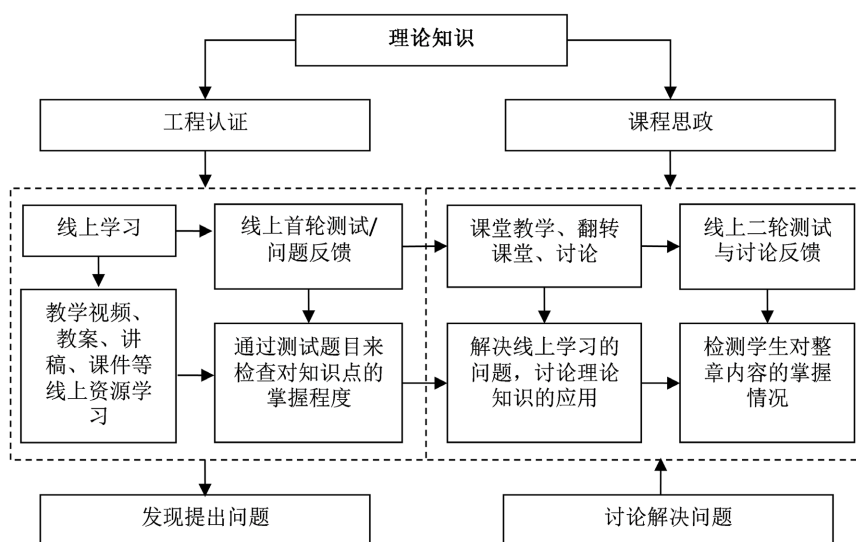 理论知识
工程认证
课程思政
线上学习
线上首轮测试/
问题反馈
课堂教学、翻转
课堂、讨论
线上二轮测试
与讨论反馈
教学视频、
教案、讲
稿、课件等
线上资源学
习
通过测试题目来
检查对知识点的
掌握程度
解决线上学习的
问题，讨论理论
知识的应用
检测学生对整
章内容的掌握
情况
发现提出问题
讨论解决问题